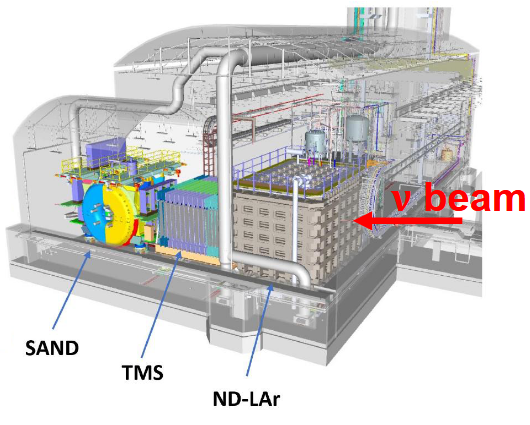 ν beam
SAND
TMS
ND-LAr